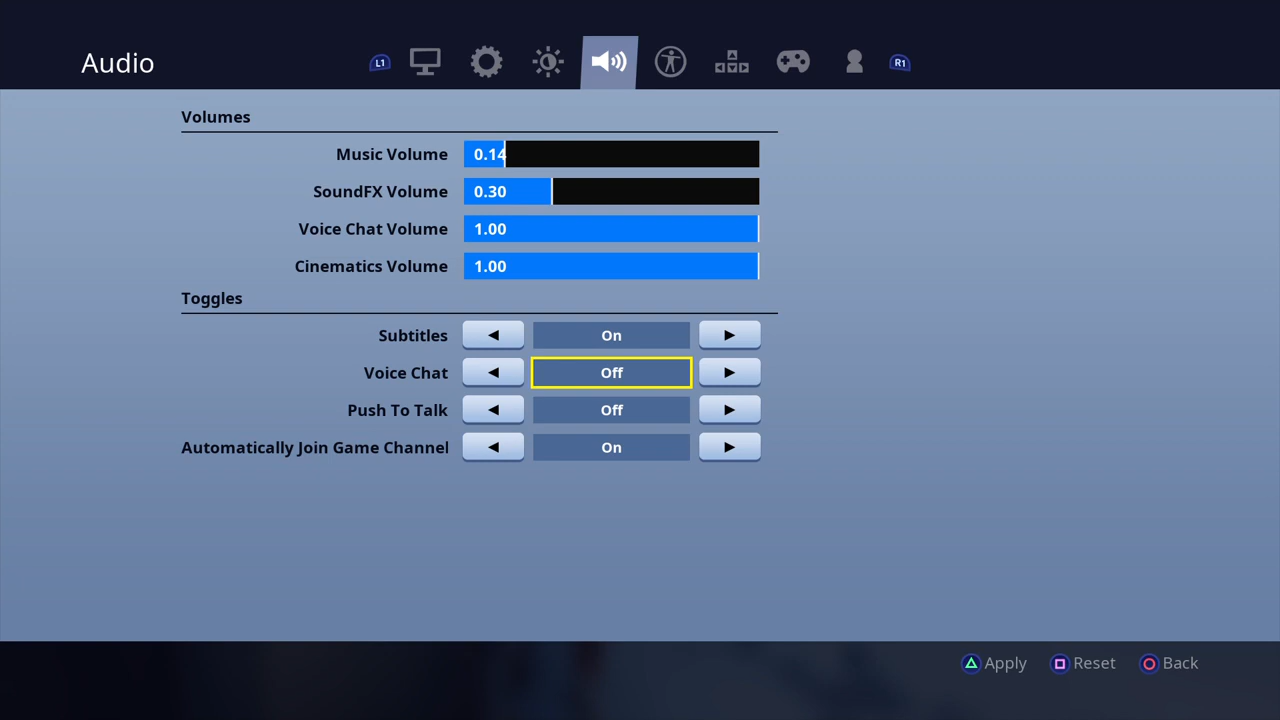 Audio
L1
R1
Volumes
Music Volume 0.14
SoundFX Volume 0.30
Voice Chat Volume 1.00
Cinematics Volume 1.00
Toggles
Subtitles On
Voice Chat Off
Push To Talk Off
Automatically Join Game Channel On
Apply Reset Back